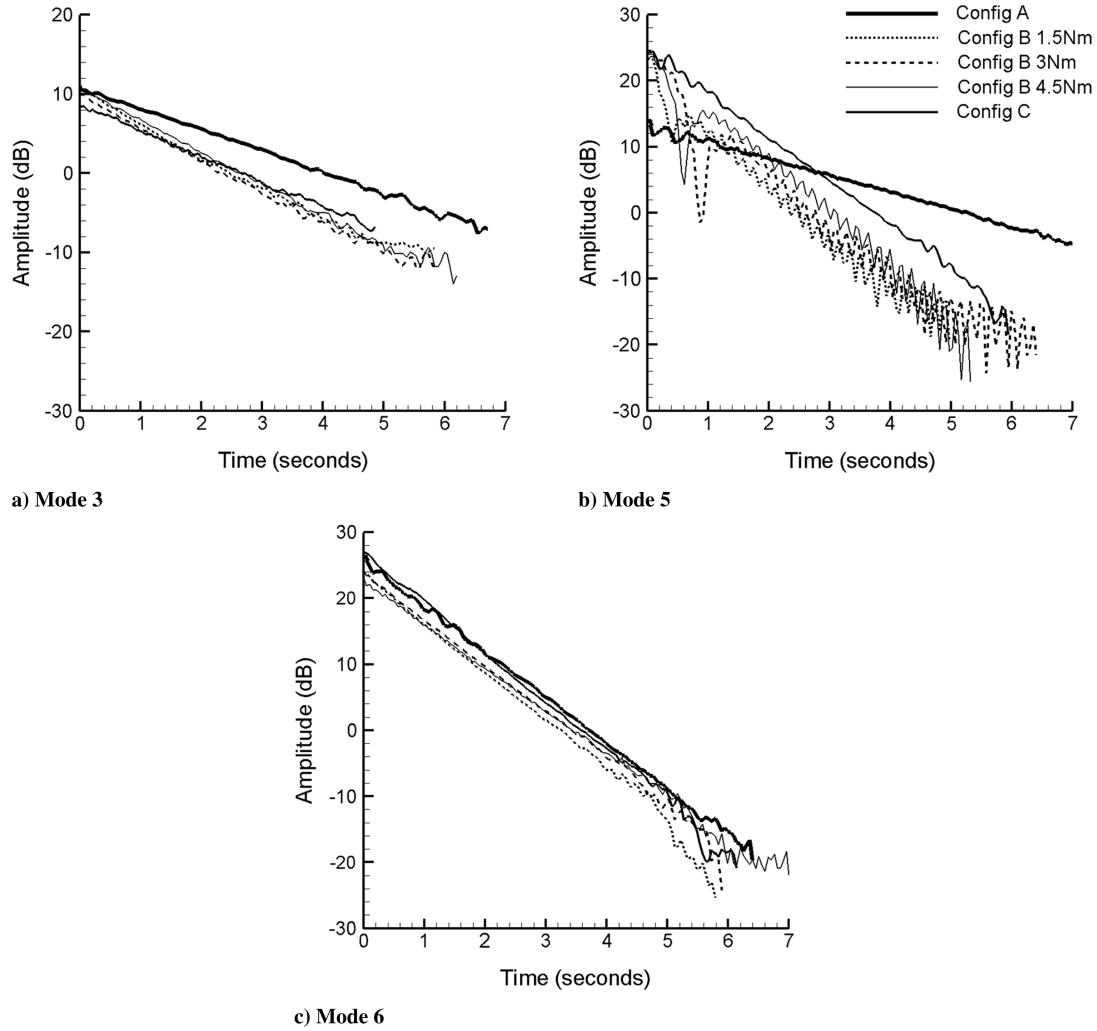 20
10
0
-10
-20
-30
Amplitude (dB)
0 1 2 3 4 5 6 7
Time (seconds)
a) Mode 3
30
20
10
0
-10
-20
-30
Amplitude (dB)
0 1 2 3 4 5 6 7
Time (seconds)
Config A
Config B 1.5Nm
Config B 3Nm
Config B 4.5Nm
Config C
b) Mode 5
30
20
10
0
-10
-20
-30
Amplitude (dB)
0 1 2 3 4 5 6 7
Time (seconds)
c) Mode 6